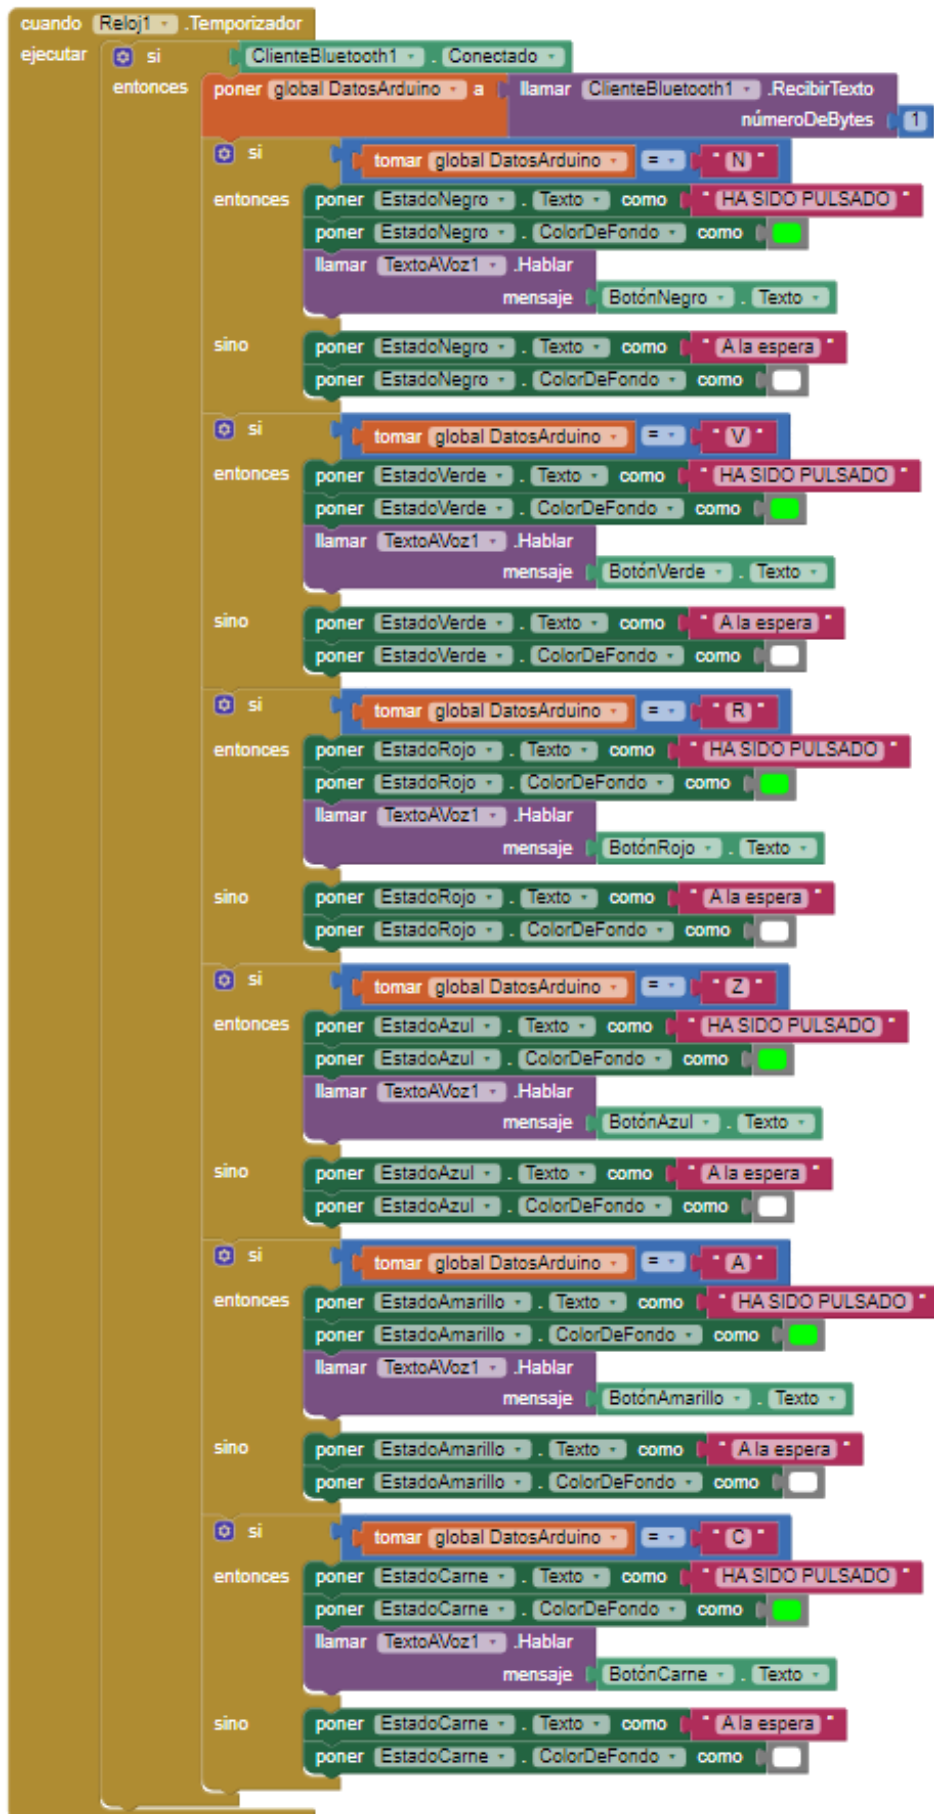 cuando Reloj1 .Temporizador
ejecutar si ClienteBluetooth1 . Conectado
entonces poner global DatosArduino a llamar ClienteBluetooth1 .RecibirTexto
númeroDeBytes 1
si tomar global DatosArduino = " N "
entonces poner EstadoNegro . Texto como " HA SIDO PULSADO "
poner EstadoNegro . ColorDeFondo como
llamar TextoAVoz1 .Hablar
mensaje BotónNegro . Texto
sino poner EstadoNegro . Texto como " A la espera "
poner EstadoNegro . ColorDeFondo como
si tomar global DatosArduino = " V "
entonces poner EstadoVerde . Texto como " HA SIDO PULSADO "
poner EstadoVerde . ColorDeFondo como
llamar TextoAVoz1 .Hablar
mensaje BotónVerde . Texto
sino poner EstadoVerde . Texto como " A la espera "
poner EstadoVerde . ColorDeFondo como
si tomar global DatosArduino = " R "
entonces poner EstadoRojo . Texto como " HA SIDO PULSADO "
poner EstadoRojo . ColorDeFondo como
llamar TextoAVoz1 .Hablar
mensaje BotónRojo . Texto
sino poner EstadoRojo . Texto como " A la espera "
poner EstadoRojo . ColorDeFondo como
si tomar global DatosArduino = " Z "
entonces poner EstadoAzul . Texto como " HA SIDO PULSADO "
poner EstadoAzul . ColorDeFondo como
llamar TextoAVoz1 .Hablar
mensaje BotónAzul . Texto
sino poner EstadoAzul . Texto como " A la espera "
poner EstadoAzul . ColorDeFondo como
si tomar global DatosArduino = " A "
entonces poner EstadoAmarillo . Texto como " HA SIDO PULSADO "
poner EstadoAmarillo . ColorDeFondo como
llamar TextoAVoz1 .Hablar
mensaje BotónAmarillo . Texto
sino poner EstadoAmarillo . Texto como " A la espera "
poner EstadoAmarillo . ColorDeFondo como
si tomar global DatosArduino = " C "
entonces poner EstadoCarne . Texto como " HA SIDO PULSADO "
poner EstadoCarne . ColorDeFondo como
llamar TextoAVoz1 .Hablar
mensaje BotónCarne . Texto
sino poner EstadoCarne . Texto como " A la espera "
poner EstadoCarne . ColorDeFondo como